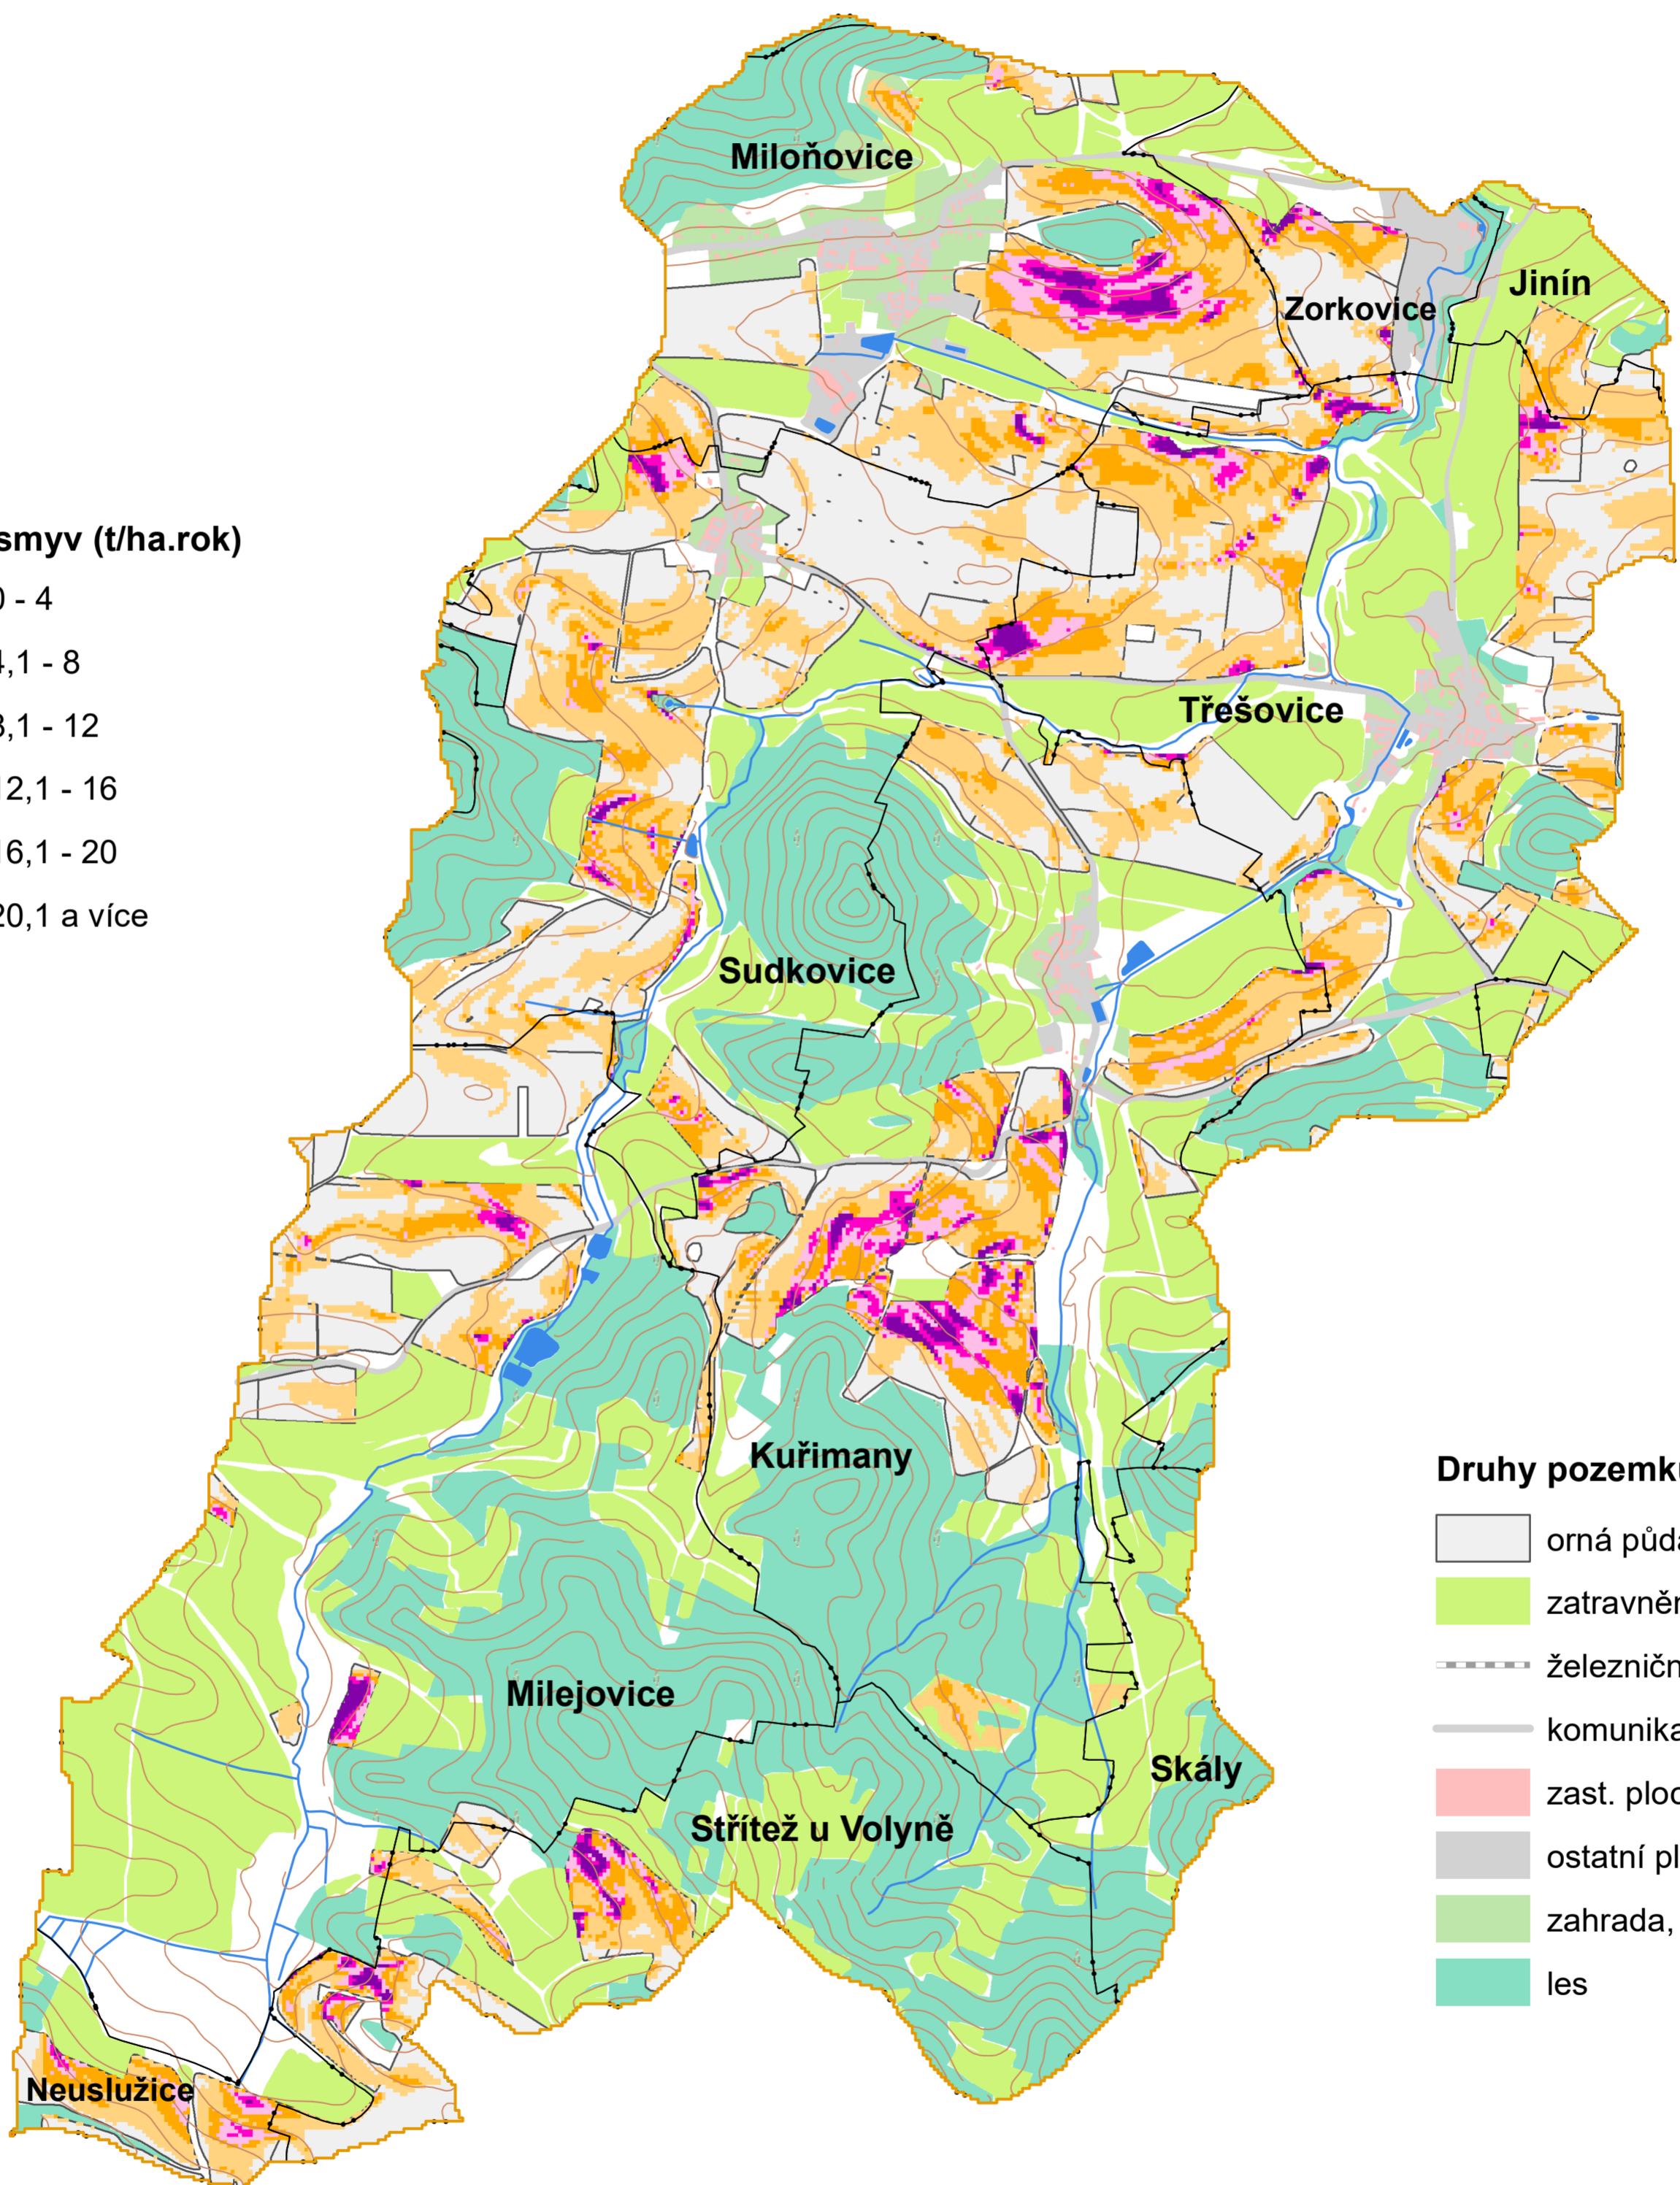 Miloňovice
Jinín
Zorkovice
smyv (t/ha.rok)
0 - 4
4,1 - 8
8,1 - 12
12,1 - 16
16,1 - 20
20,1 a více
Třešovice
Sudkovice
Kuřimany
Milejovice
Skály
Střítež u Volyně
Neuslužice
Druhy pozemků
orná půda
zatravněn
železničn
komunika
zast. ploc
ostatní pl
zahrada,
les